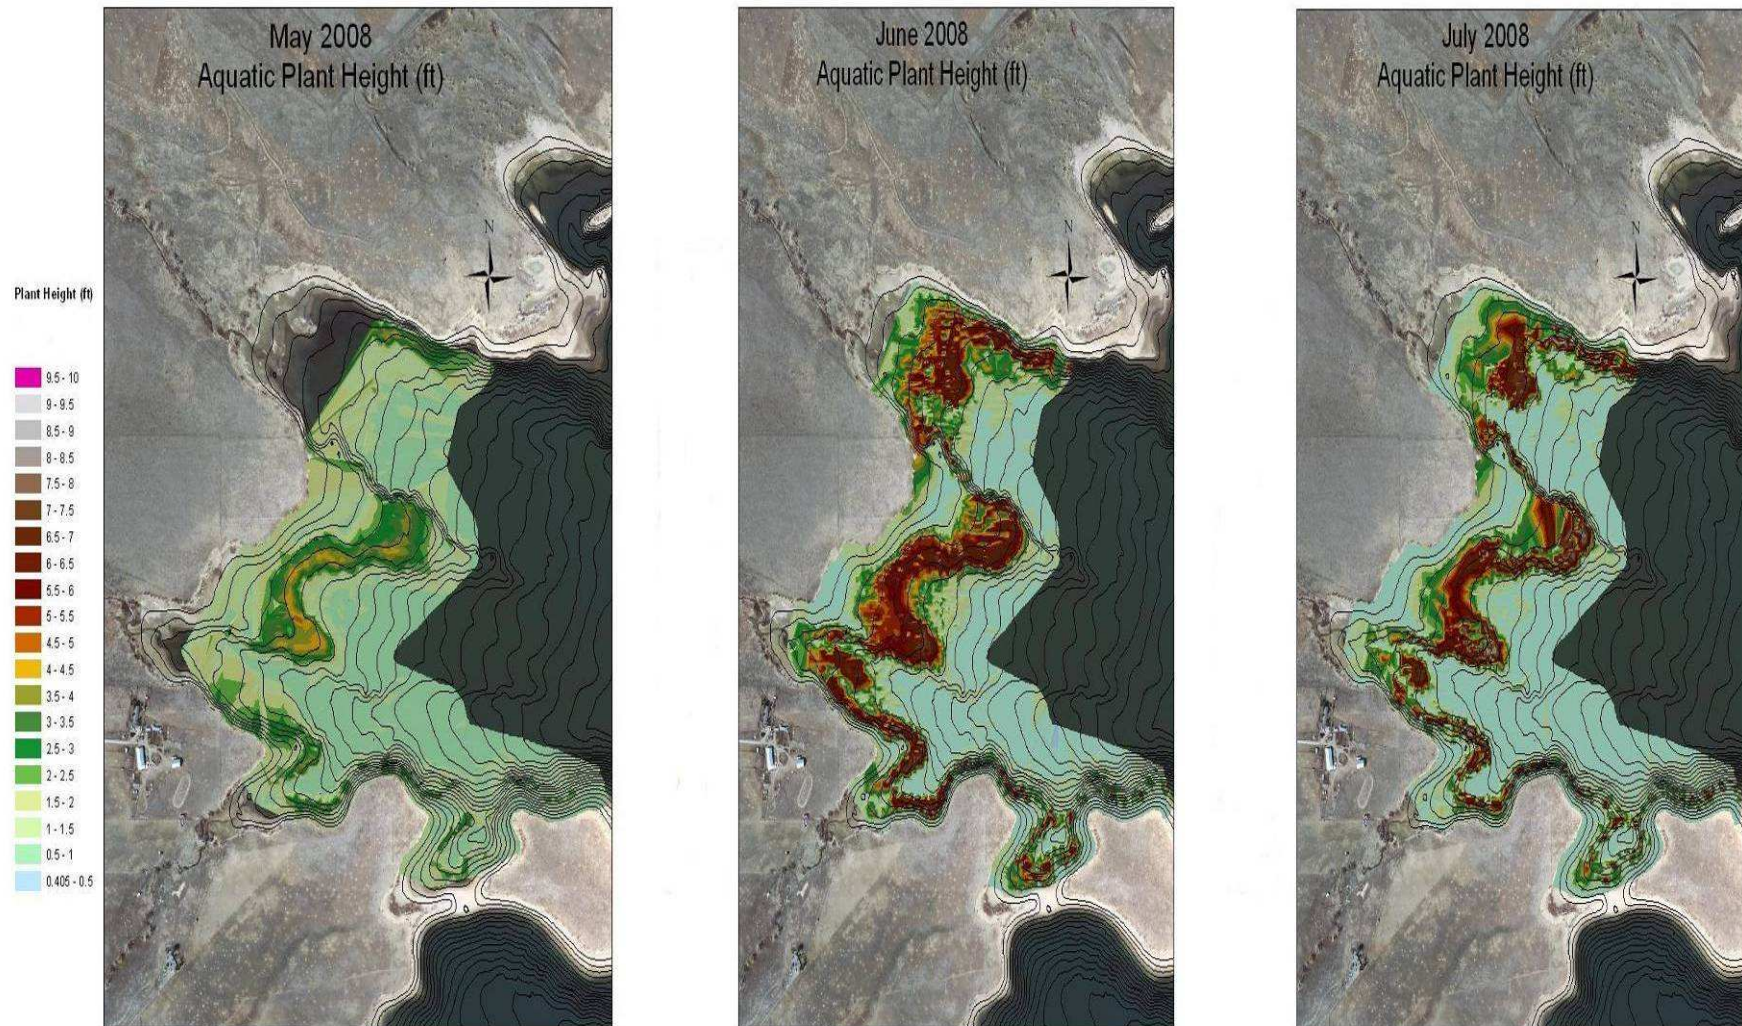 May 2008
Aquatic Plant Height (ft)
N
June 2008
Aquatic Plant Height (ft)
N
July 2008
Aquatic Plant Height (ft)
N
Plant Height (ft)
9.5 - 10
9 - 9.5
8.5 - 9
8 - 8.5
7.5 - 8
7 - 7.5
6.5 - 7
6 - 6.5
5.5 - 6
5 - 5.5
4.5 - 5
4 - 4.5
3.5 - 4
3 - 3.5
2.5 - 3
2 - 2.5
1.5 - 2
1 - 1.5
0.5 - 1
0.405 - 0.5